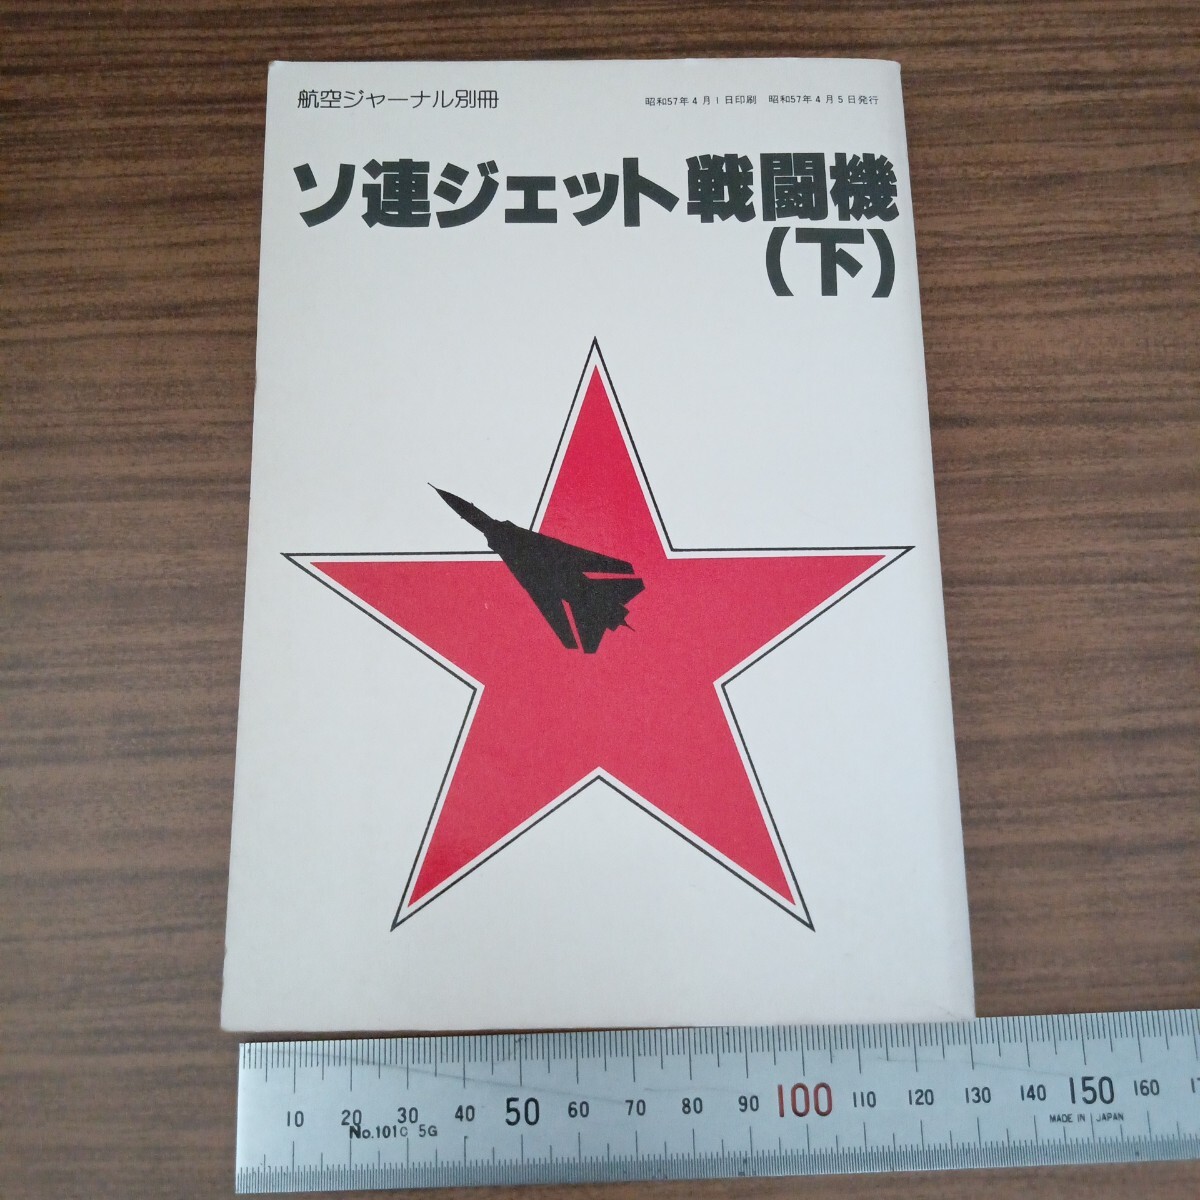 航空ジャーナル別冊
昭和57年4月1日印刷 昭和57年4月5日発行
ソ連ジェット戦闘機
(下)
10 20 30 40 50 60 70 80 90 100 110 120 130 140 150 160
No.101C 5G
MADE IN JAPAN